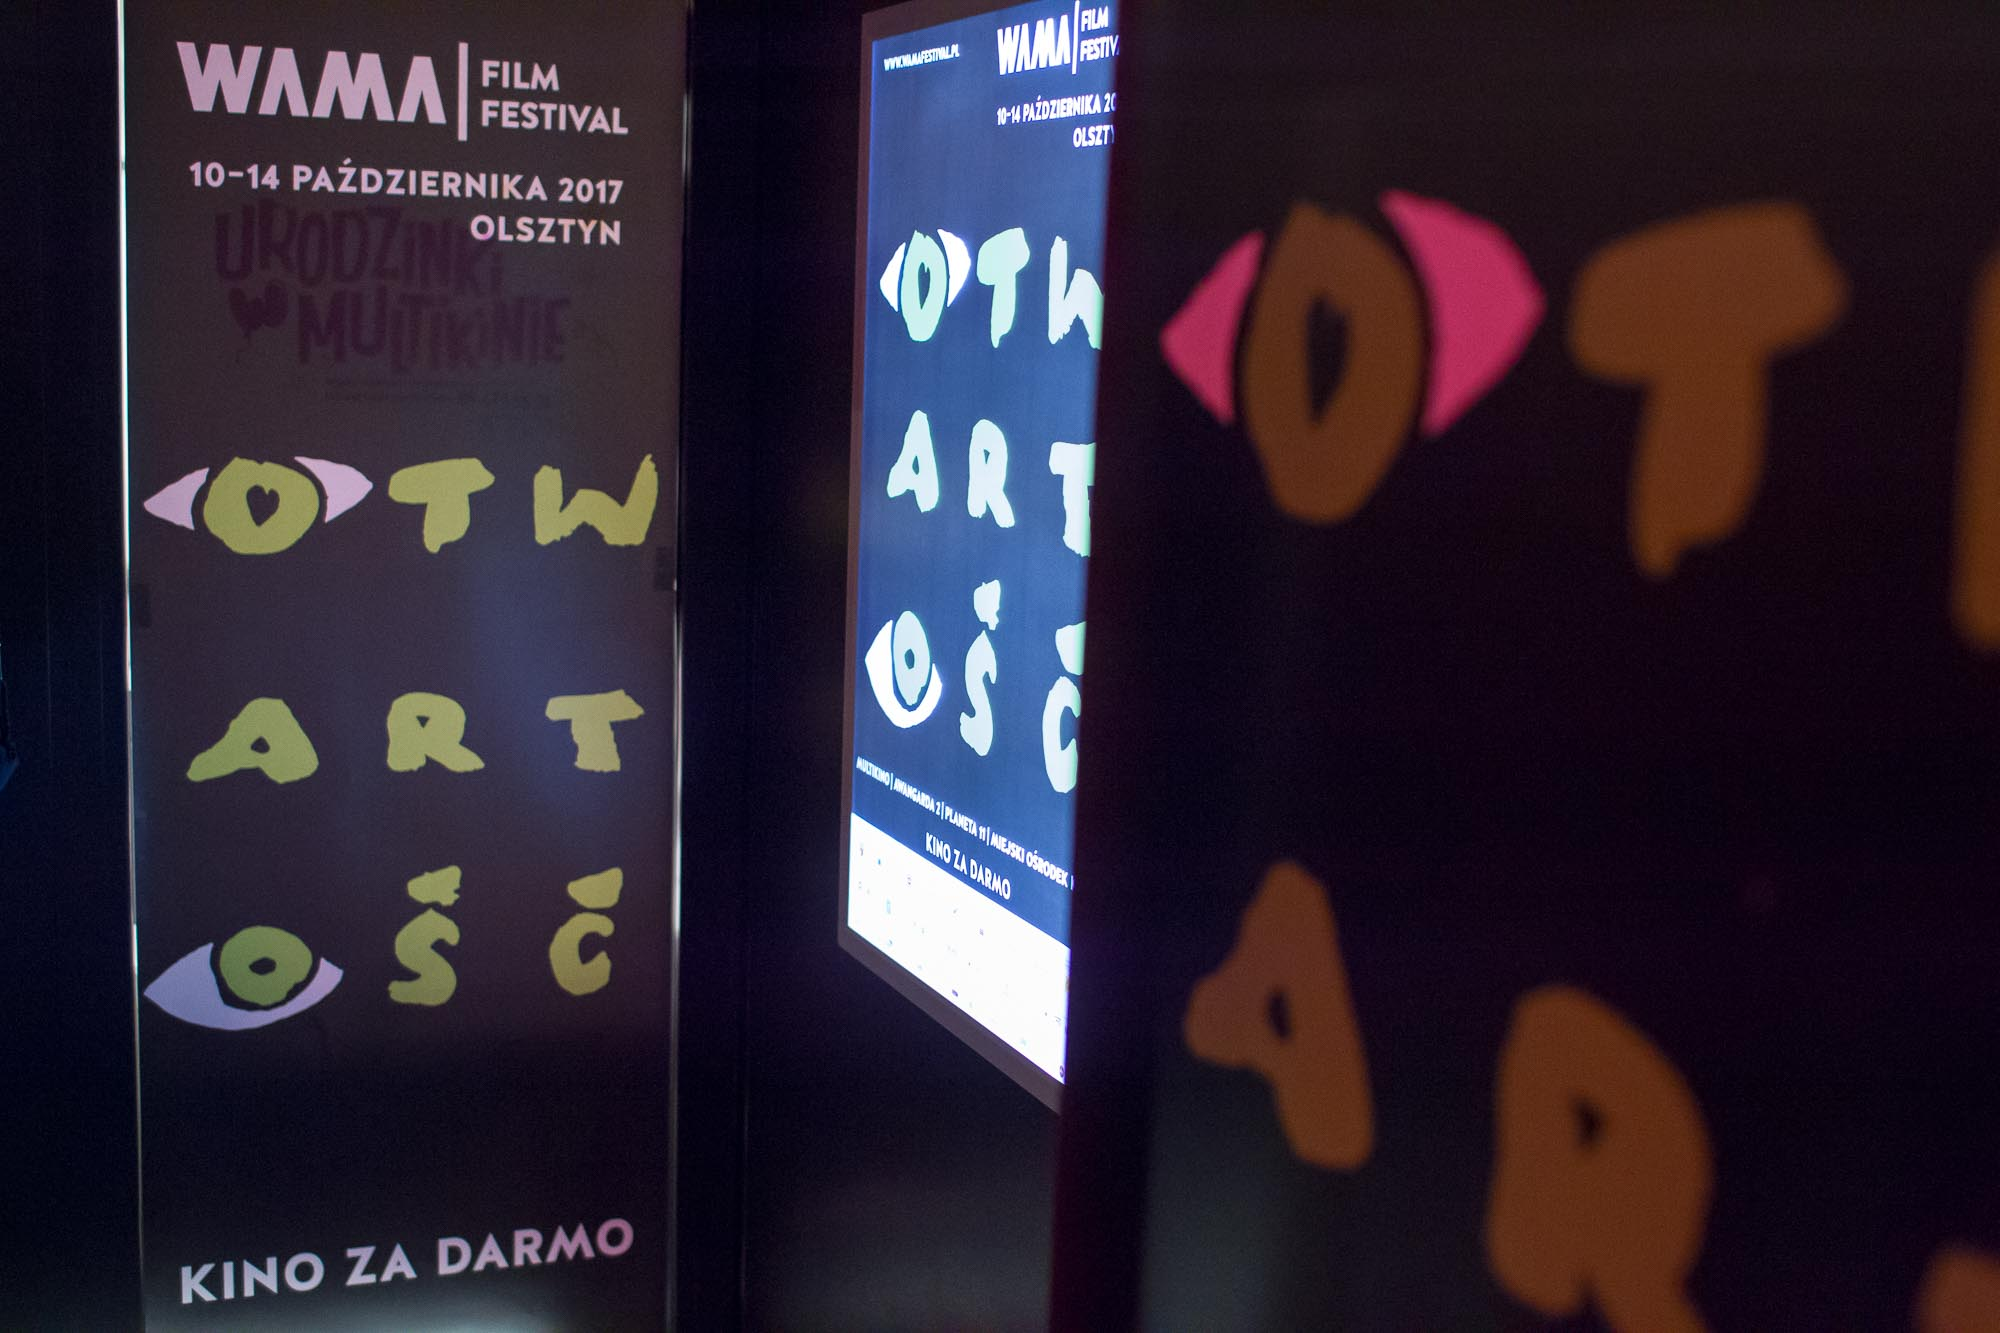 WAMA
FILM
FESTIVAL
10-14 PAŹDZIERNIKA 2017
OLSZTYN
URODZINKI
W
MULTIKINIE
OTW
ART
OŚĆ
KINO ZA DARMO
WWW.WAMAFESTIVAL.PL
WAMA
FILM
FESTIV
10-14 PAŹDZIERNIKA 20
OLSZTY
OTW
ART
OŚĆ
MULTIKINO | AWANGARDA 2 | PLANETA 11 | MIEJSKI OŚRODEK
KINO ZA DARMO
OT
AR